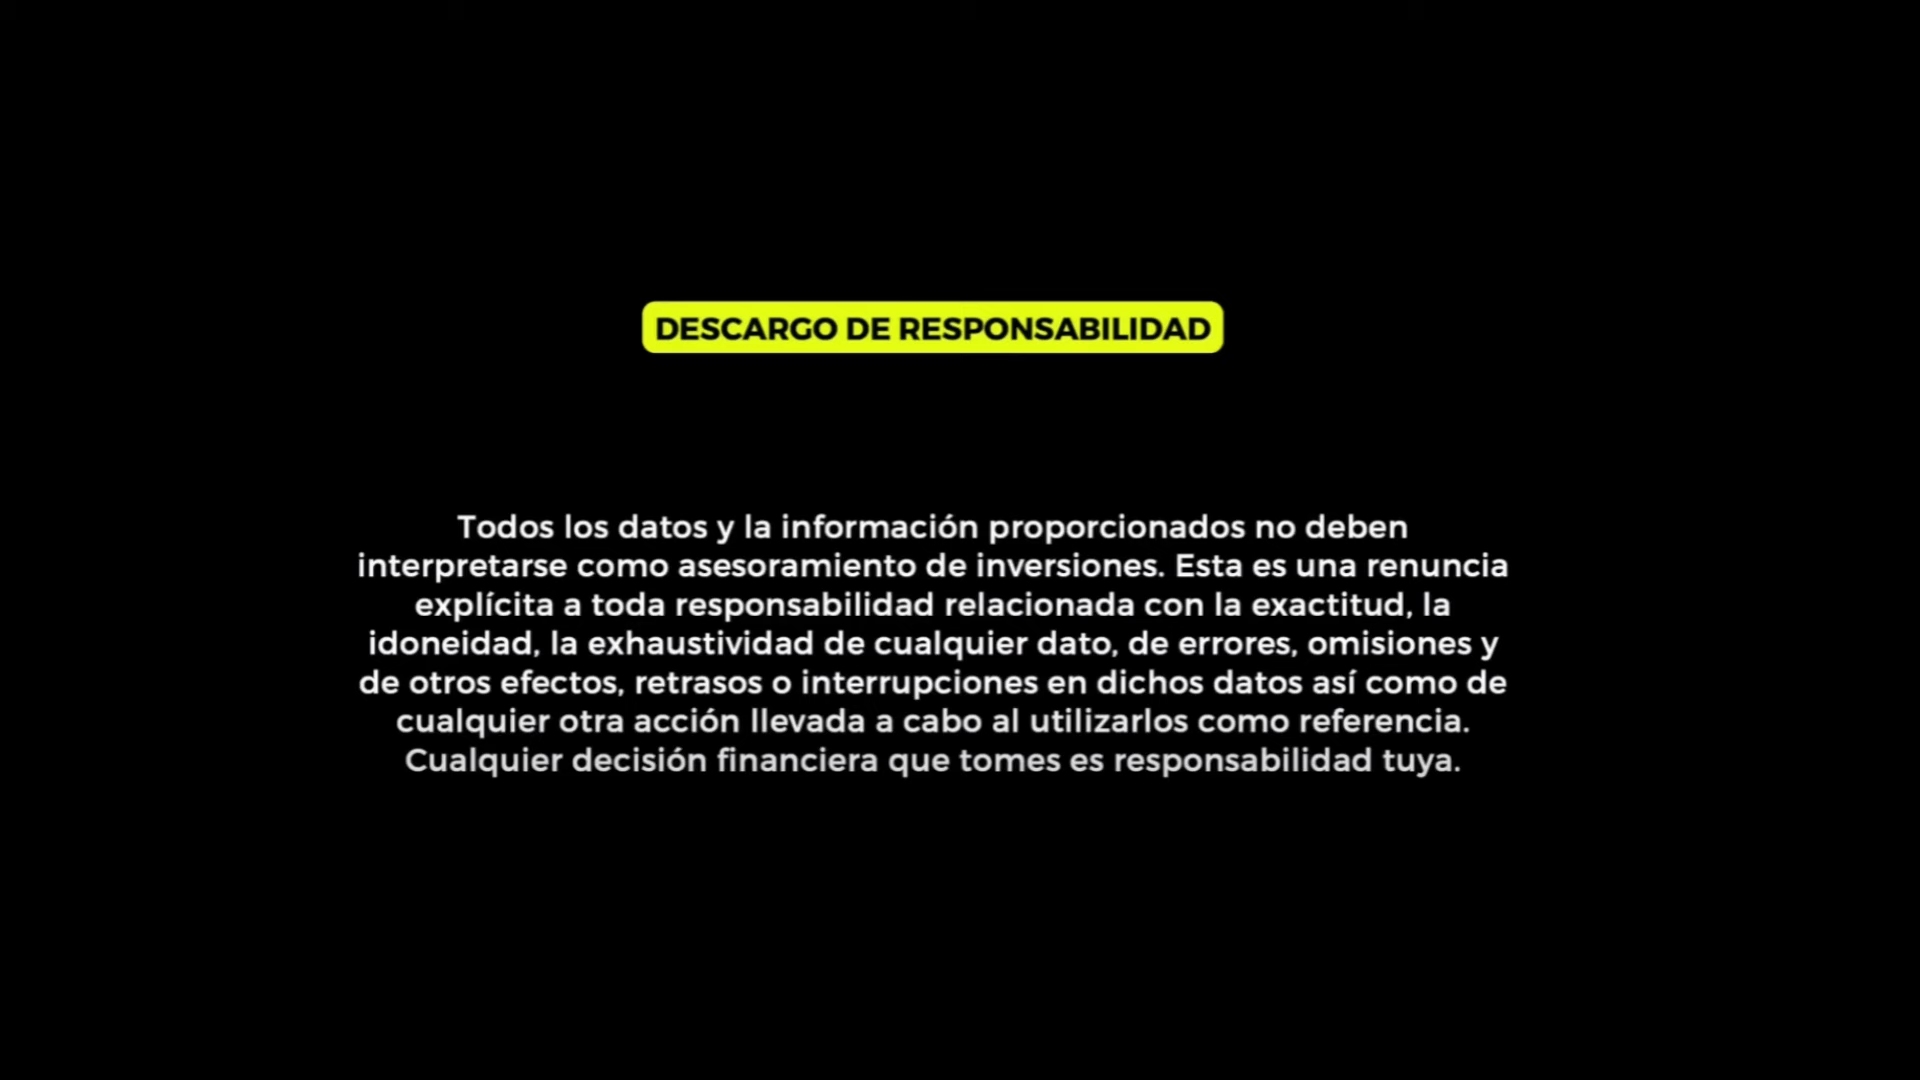 DESCARGO DE RESPONSABILIDAD
Todos los datos y la información proporcionados no deben
interpretarse como asesoramiento de inversiones. Esta es una renuncia
explícita a toda responsabilidad relacionada con la exactitud, la
idoneidad, la exhaustividad de cualquier dato, de errores, omisiones y
de otros efectos, retrasos o interrupciones en dichos datos así como de
cualquier otra acción llevada a cabo al utilizarlos como referencia.
Cualquier decisión financiera que tomes es responsabilidad tuya.